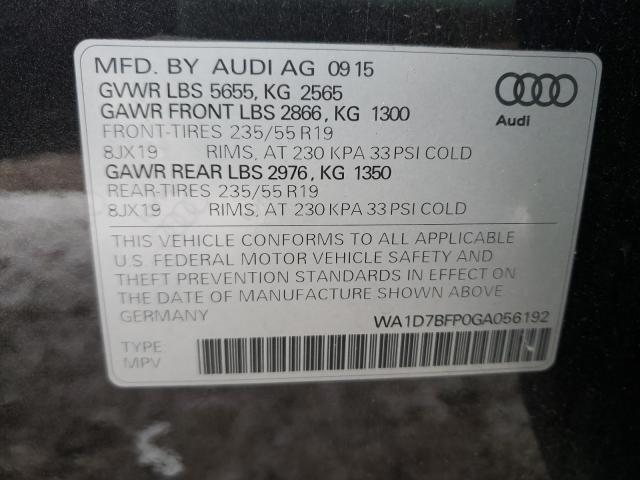 MFD. BY AUDI AG 09 15
GVWR LBS 5655, KG 2565
GAWR FRONT LBS 2866, KG 1300
FRONT-TIRES 235/55 R19
8JX19 RIMS, AT 230 KPA 33 PSI COLD
GAWR REAR LBS 2976, KG 1350
REAR-TIRES 235/55 R19
8JX19 RIMS, AT 230 KPA 33 PSI COLD
Audi
THIS VEHICLE CONFORMS TO ALL APPLICABLE
U.S. FEDERAL MOTOR VEHICLE SAFETY AND
THEFT PREVENTION STANDARDS IN EFFECT ON
THE DATE OF MANUFACTURE SHOWN ABOVE
GERMANY WA1D7BFP0GA056192
TYPE:
MPV